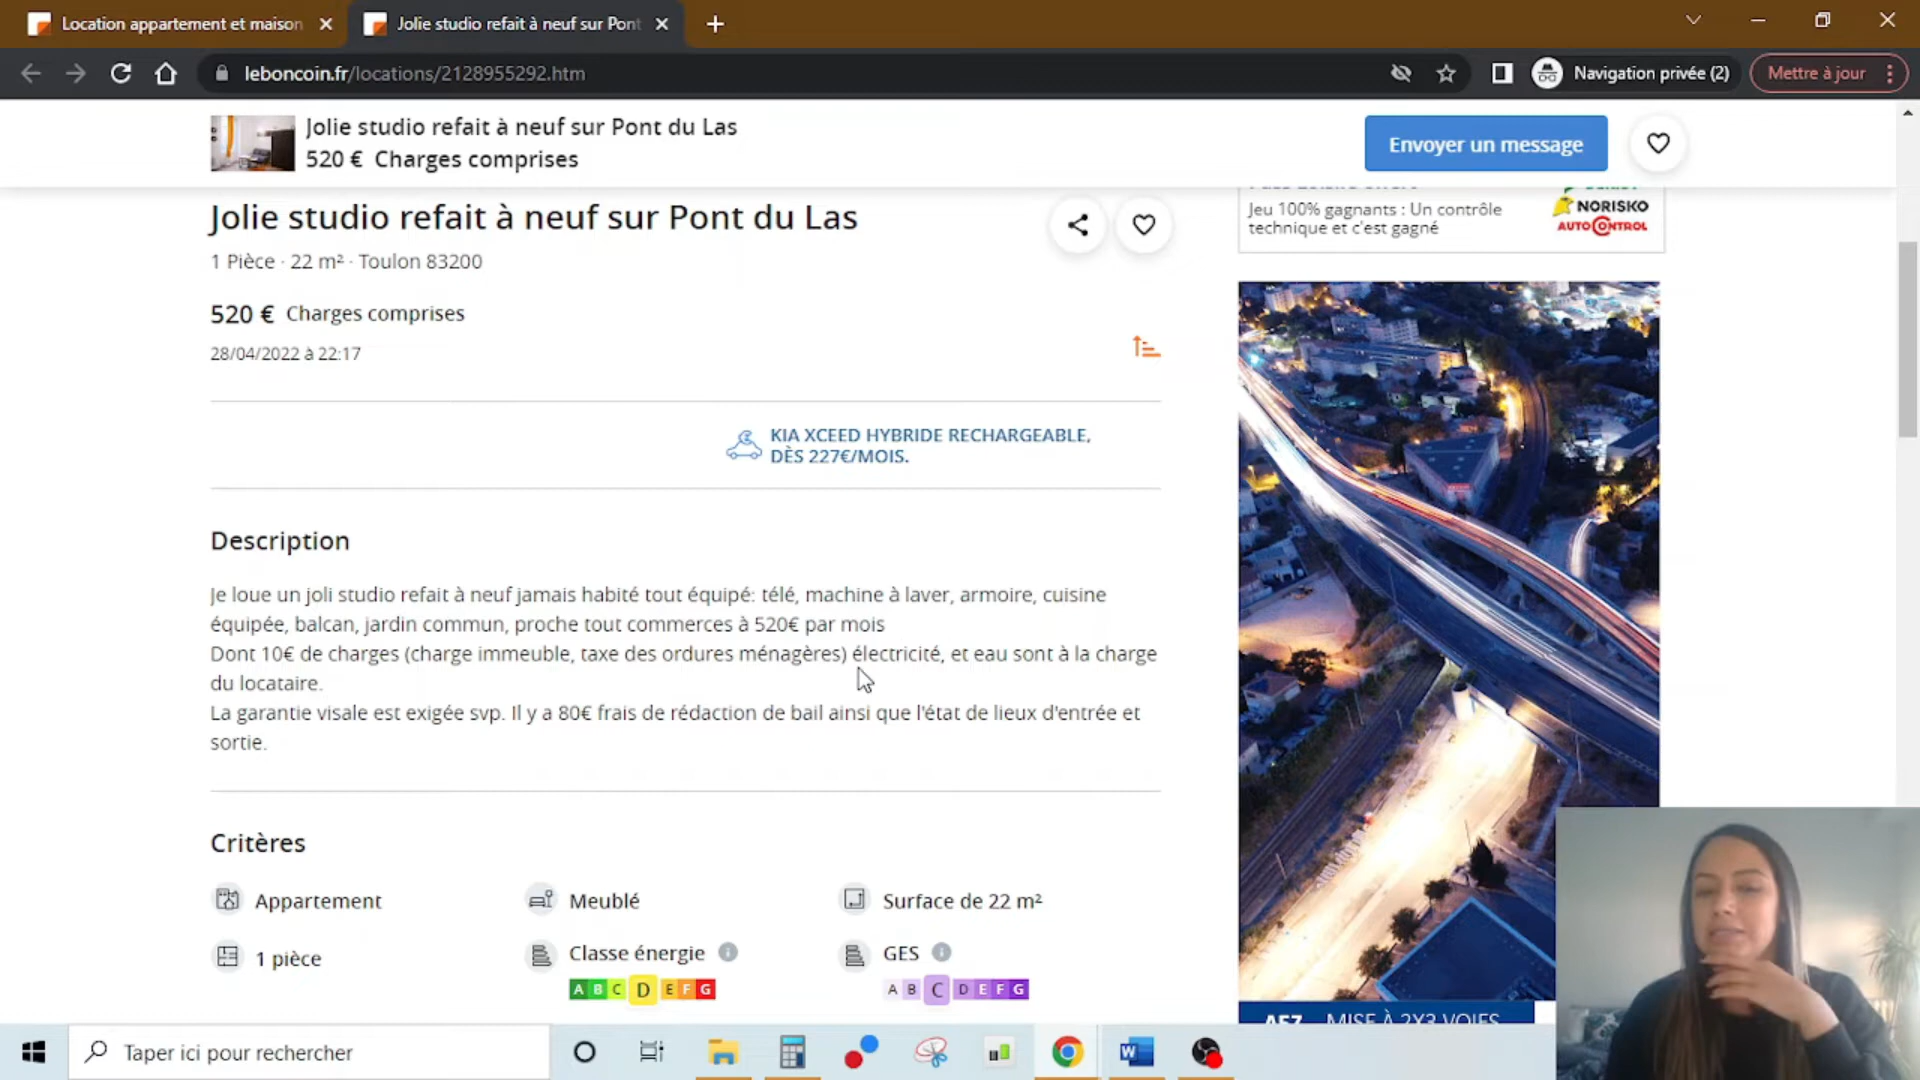 Location appartement et maison
Jolie studio refait à neuf sur Pont
leboncoin.fr/locations/2128955292.htm
Navigation privée (2)
Mettre à jour
Jolie studio refait à neuf sur Pont du Las
520 € Charges comprises
Envoyer un message
Jolie studio refait à neuf sur Pont du Las
1 Pièce · 22 m² · Toulon 83200
520 € Charges comprises
28/04/2022 à 22:17
Jeu 100% gagnants : Un contrôle
technique et c'est gagné
NORISKO
AUTOCONTROL
KIA XCEED HYBRIDE RECHARGEABLE,
DÈS 227€/MOIS.
Description
Je loue un joli studio refait à neuf jamais habité tout équipé: télé, machine à laver, armoire, cuisine
équipée, balcan, jardin commun, proche tout commerces à 520€ par mois
Dont 10€ de charges (charge immeuble, taxe des ordures ménagères) électricité, et eau sont à la charge
du locataire.
La garantie visale est exigée svp. Il y a 80€ frais de rédaction de bail ainsi que l'état de lieux d'entrée et
sortie.
Critères
Appartement
Meublé
Surface de 22 m²
1 pièce
Classe énergie
GES
A B C D E F G
A B C D E F G
A57 MISE À 2X3 VOIES
Taper ici pour rechercher